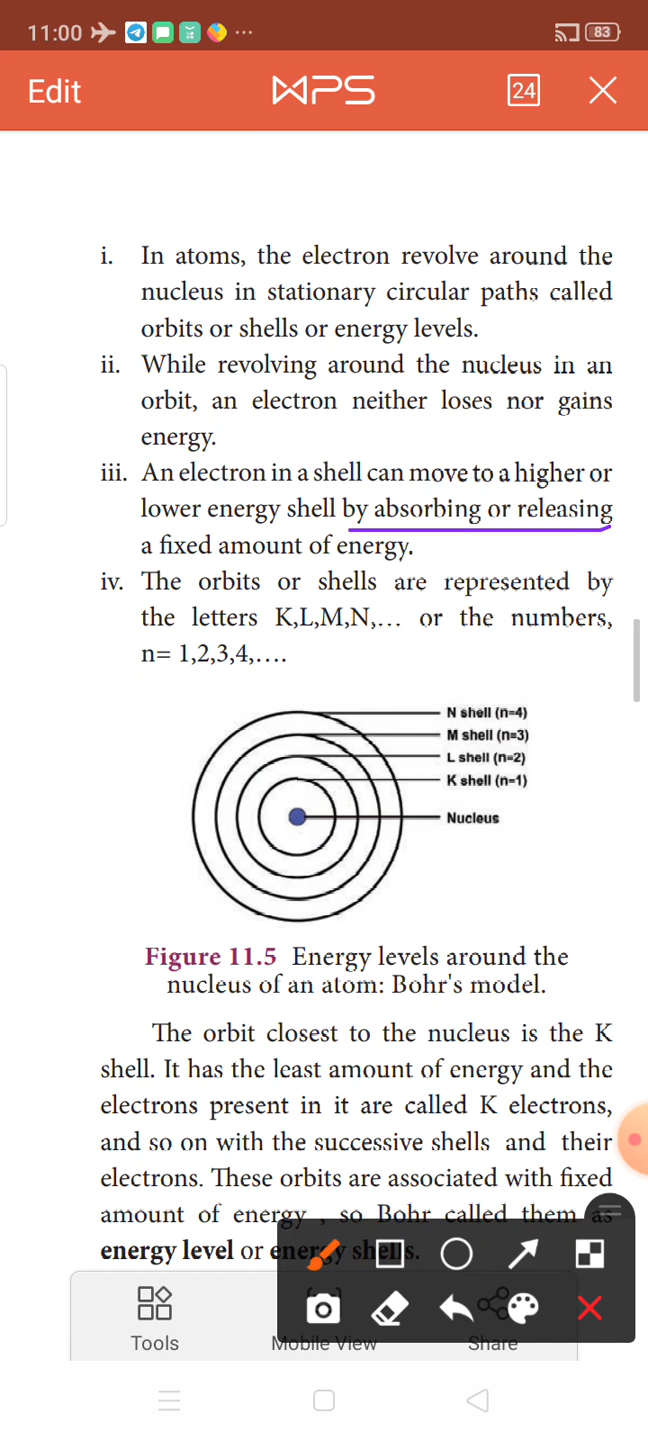 11:00
83
Edit
WPS
24
i. In atoms, the electron revolve around the
nucleus in stationary circular paths called
orbits or shells or energy levels.
ii. While revolving around the nucleus in an
orbit, an electron neither loses nor gains
energy.
iii. An electron in a shell can move to a higher or
lower energy shell by absorbing or releasing
a fixed amount of energy.
iv. The orbits or shells are represented by
the letters K,L,M,N,... or the numbers,
n= 1,2,3,4,....
N shell (n=4)
M shell (n=3)
L shell (n=2)
K shell (n=1)
Nucleus
Figure 11.5 Energy levels around the
nucleus of an atom: Bohr's model.
The orbit closest to the nucleus is the K
shell. It has the least amount of energy and the
electrons present in it are called K electrons,
and so on with the successive shells and their
electrons. These orbits are associated with fixed
amount of energy , so Bohr called them as
energy level or energy shells.
Tools
Mobile View
Share